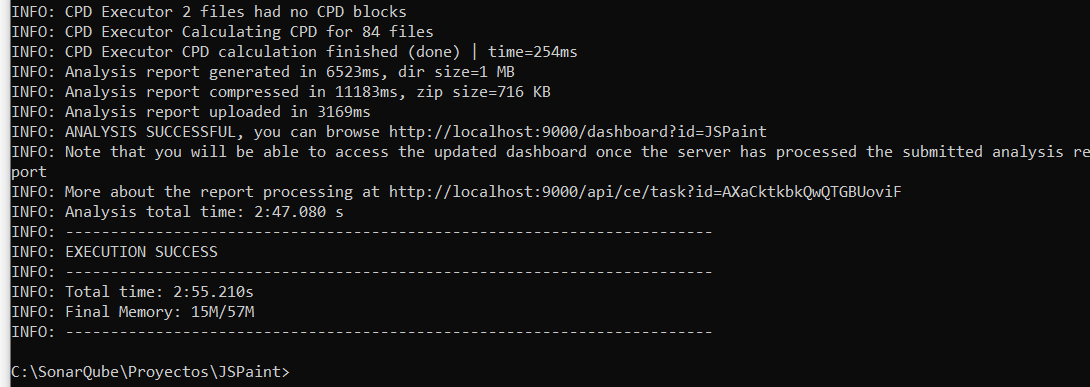 INFO: CPD Executor 2 files had no CPD blocks
INFO: CPD Executor Calculating CPD for 84 files
INFO: CPD Executor CPD calculation finished (done) | time=254ms
INFO: Analysis report generated in 6523ms, dir size=1 MB
INFO: Analysis report compressed in 11183ms, zip size=716 KB
INFO: Analysis report uploaded in 3169ms
INFO: ANALYSIS SUCCESSFUL, you can browse http://localhost:9000/dashboard?id=JSPaint
INFO: Note that you will be able to access the updated dashboard once the server has processed the submitted analysis re
port
INFO: More about the report processing at http://localhost:9000/api/ce/task?id=AXaCktkbkQwQTGBUoviF
INFO: Analysis total time: 2:47.080 s
INFO: ------------------------------------------------------------------------
INFO: EXECUTION SUCCESS
INFO: ------------------------------------------------------------------------
INFO: Total time: 2:55.210s
INFO: Final Memory: 15M/57M
INFO: ------------------------------------------------------------------------
C:\SonarQube\Proyectos\JSPaint>